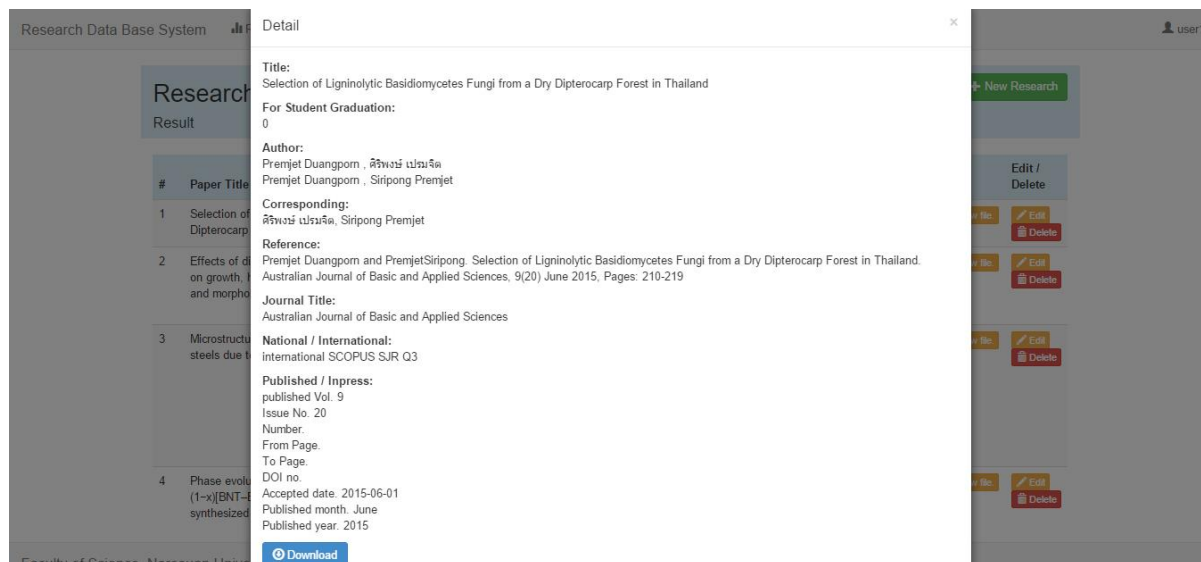 Research Data Base System
Detail
×
user
Research
Result
New Research
# Paper Title
Edit /
Delete
1 Selection of
Dipterocarp
file. Edit
Delete
2 Effects of
on growth,
and morpho
file. Edit
Delete
3 Microstructu
steels due
file. Edit
Delete
4 Phase evolu
(1−x)[BNT–
synthesized
file. Edit
Delete
Title:
Selection of Ligninolytic Basidiomycetes Fungi from a Dry Dipterocarp Forest in Thailand
For Student Graduation:
0
Author:
Premjet Duangporn , ศิริพงษ์ เปรมจิต
Premjet Duangporn , Siripong Premjet
Corresponding:
ศิริพงษ์ เปรมจิต, Siripong Premjet
Reference:
Premjet Duangporn and PremjetSiripong. Selection of Ligninolytic Basidiomycetes Fungi from a Dry Dipterocarp Forest in Thailand.
Australian Journal of Basic and Applied Sciences, 9(20) June 2015, Pages: 210-219
Journal Title:
Australian Journal of Basic and Applied Sciences
National / International:
international SCOPUS SJR Q3
Published / Inpress:
published Vol. 9
Issue No. 20
Number.
From Page.
To Page.
DOI no.
Accepted date. 2015-06-01
Published month. June
Published year. 2015
Download